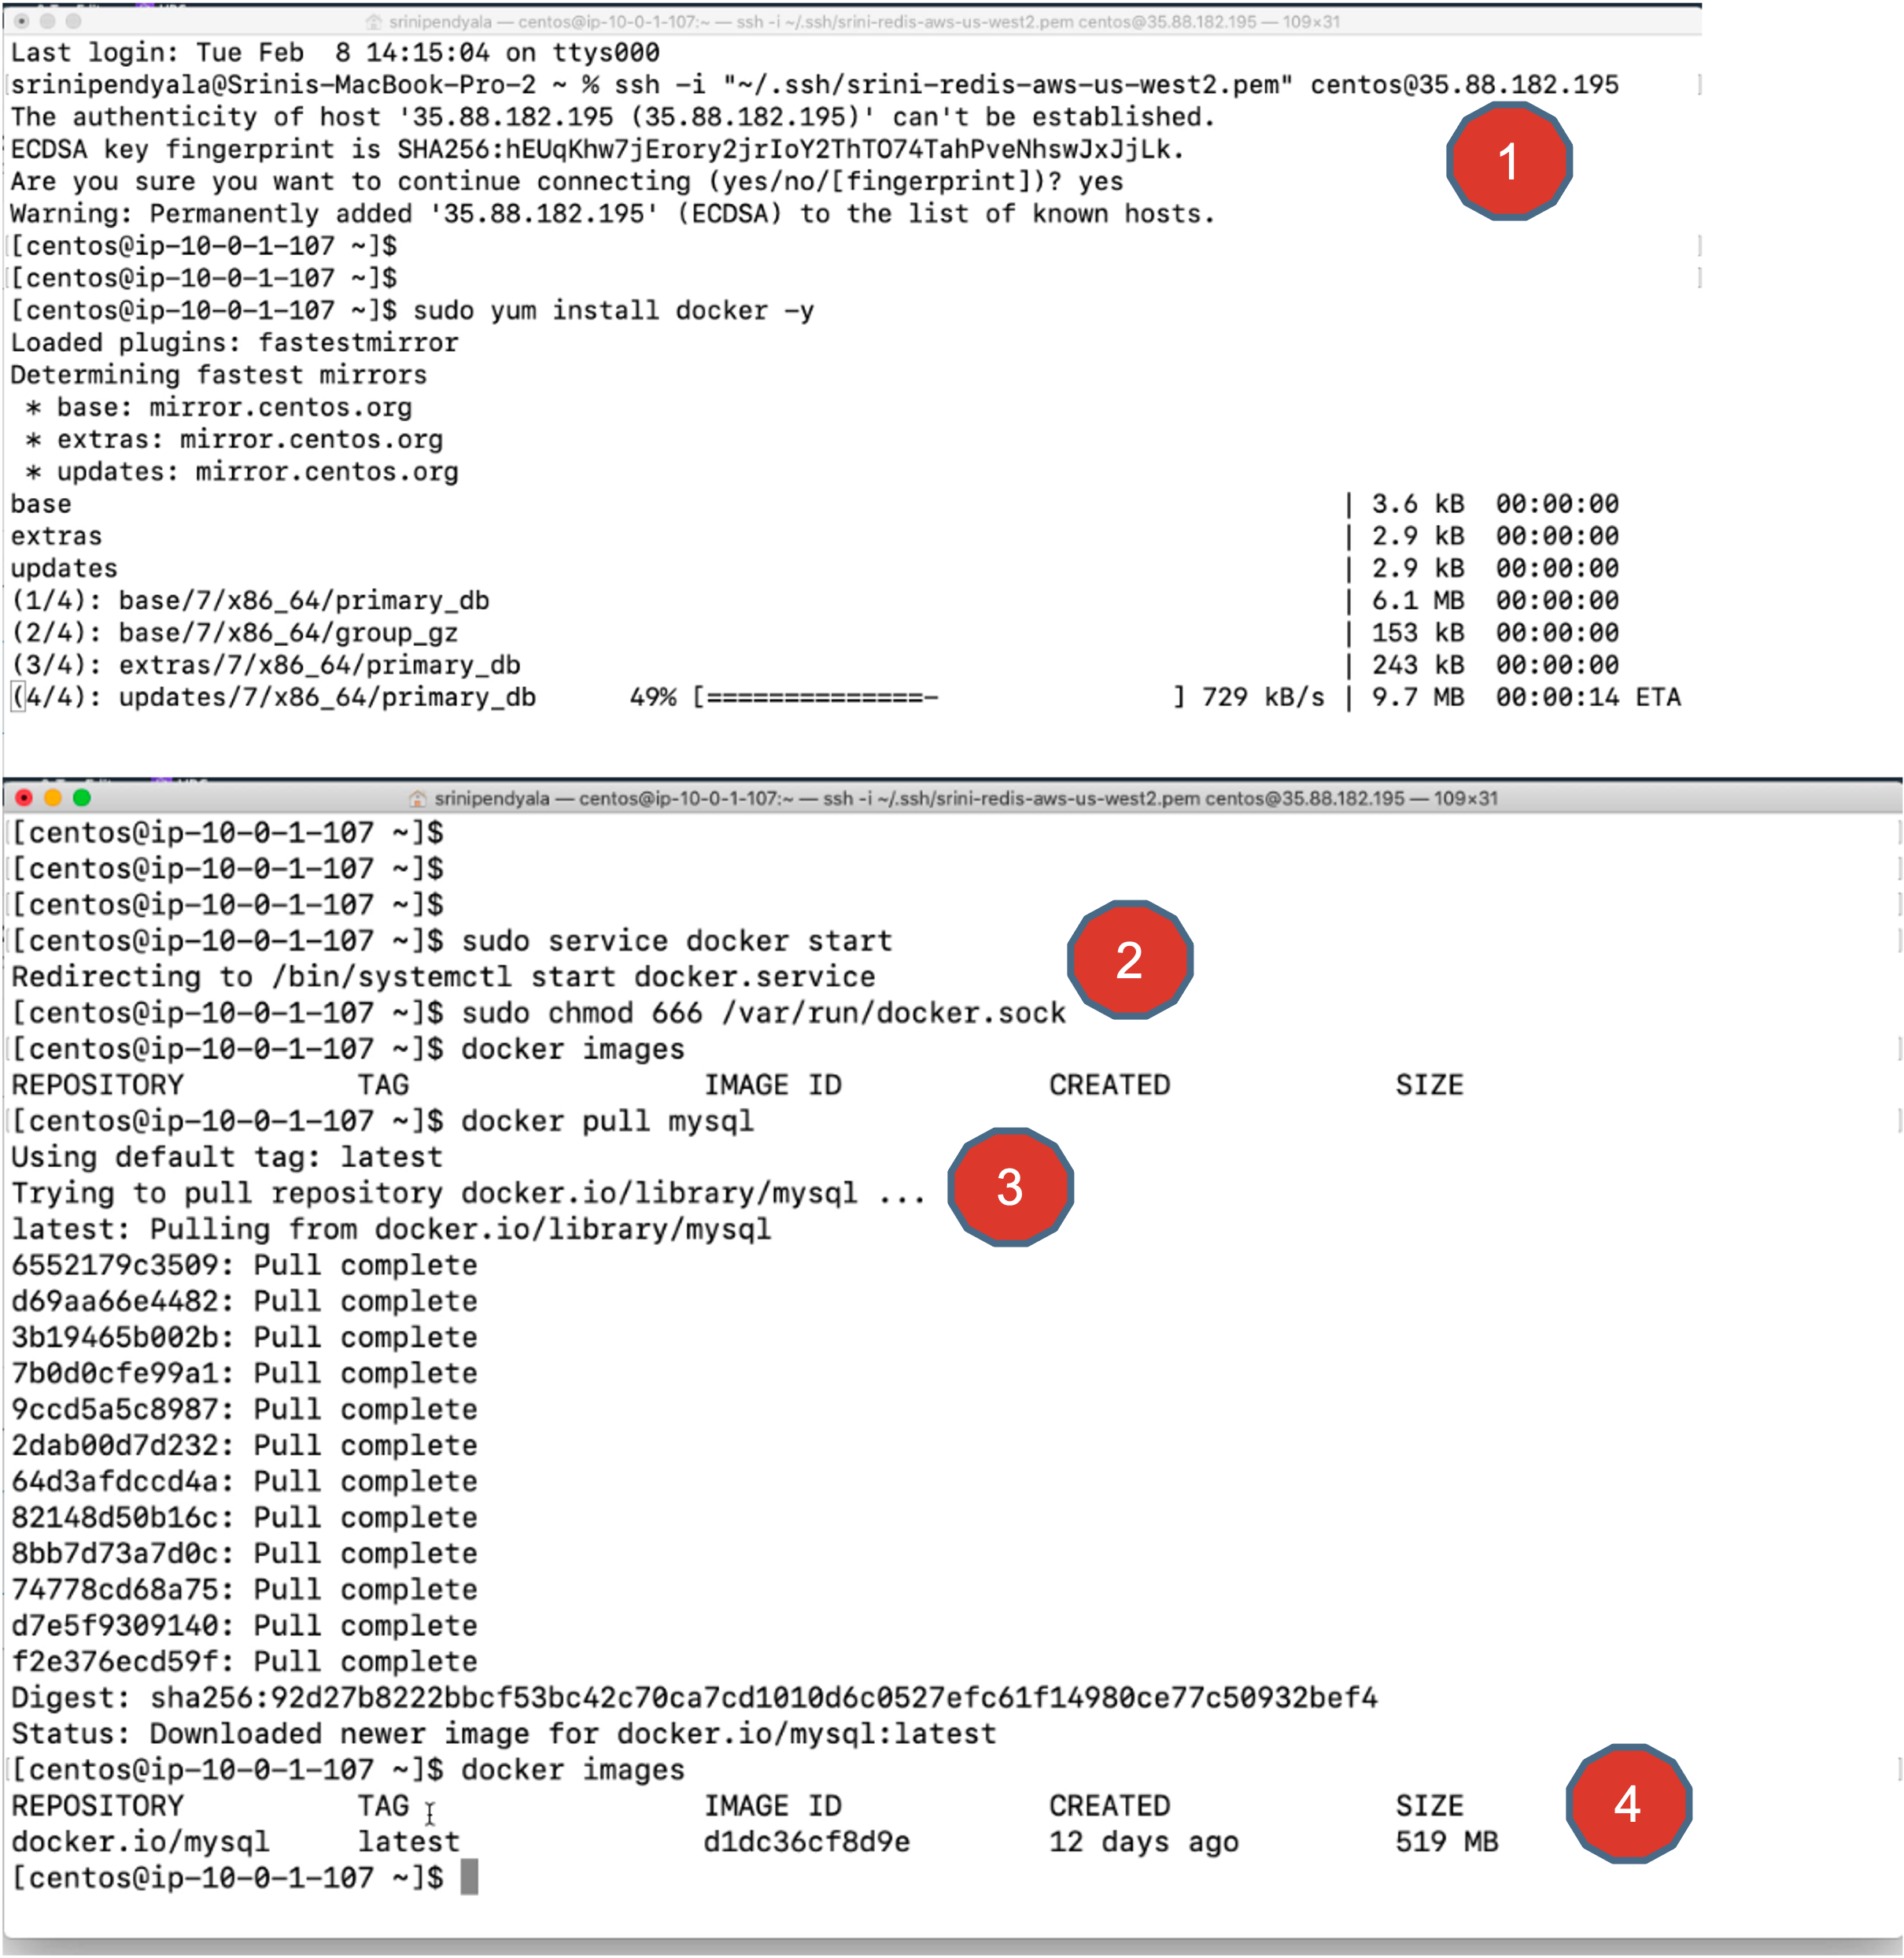 srinipendyala — centos@ip-10-0-1-107:~ — ssh -i ~/.ssh/srini-redis-aws-us-west2.pem centos@35.88.182.195 — 109×31
Last login: Tue Feb  8 14:15:04 on ttys000
srinipendyala@Srinis-MacBook-Pro-2 ~ % ssh -i "~/.ssh/srini-redis-aws-us-west2.pem" centos@35.88.182.195
The authenticity of host '35.88.182.195 (35.88.182.195)' can't be established.
ECDSA key fingerprint is SHA256:hEUqKhw7jErory2jrIoY2ThTO74TahPveNhswJxJjLk.
Are you sure you want to continue connecting (yes/no/[fingerprint])? yes
Warning: Permanently added '35.88.182.195' (ECDSA) to the list of known hosts.
1
[centos@ip-10-0-1-107 ~]$
[centos@ip-10-0-1-107 ~]$
[centos@ip-10-0-1-107 ~]$ sudo yum install docker -y
Loaded plugins: fastestmirror
Determining fastest mirrors
 * base: mirror.centos.org
 * extras: mirror.centos.org
 * updates: mirror.centos.org
base | 3.6 kB  00:00:00
extras | 2.9 kB  00:00:00
updates | 2.9 kB  00:00:00
(1/4): base/7/x86_64/primary_db | 6.1 MB  00:00:00
(2/4): base/7/x86_64/group_gz | 153 kB  00:00:00
(3/4): extras/7/x86_64/primary_db | 243 kB  00:00:00
(4/4): updates/7/x86_64/primary_db      49% [==============-               ] 729 kB/s | 9.7 MB  00:00:14 ETA
srinipendyala — centos@ip-10-0-1-107:~ — ssh -i ~/.ssh/srini-redis-aws-us-west2.pem centos@35.88.182.195 — 109×31
[centos@ip-10-0-1-107 ~]$
[centos@ip-10-0-1-107 ~]$
[centos@ip-10-0-1-107 ~]$
[centos@ip-10-0-1-107 ~]$ sudo service docker start
Redirecting to /bin/systemctl start docker.service
2
[centos@ip-10-0-1-107 ~]$ sudo chmod 666 /var/run/docker.sock
[centos@ip-10-0-1-107 ~]$ docker images
REPOSITORY          TAG                 IMAGE ID            CREATED             SIZE
[centos@ip-10-0-1-107 ~]$ docker pull mysql
Using default tag: latest
Trying to pull repository docker.io/library/mysql ...
3
latest: Pulling from docker.io/library/mysql
6552179c3509: Pull complete
d69aa66e4482: Pull complete
3b19465b002b: Pull complete
7b0d0cfe99a1: Pull complete
9ccd5a5c8987: Pull complete
2dab00d7d232: Pull complete
64d3afdccd4a: Pull complete
82148d50b16c: Pull complete
8bb7d73a7d0c: Pull complete
74778cd68a75: Pull complete
d7e5f9309140: Pull complete
f2e376ecd59f: Pull complete
Digest: sha256:92d27b8222bbcf53bc42c70ca7cd1010d6c0527efc61f14980ce77c50932bef4
Status: Downloaded newer image for docker.io/mysql:latest
[centos@ip-10-0-1-107 ~]$ docker images
REPOSITORY          TAG                 IMAGE ID            CREATED             SIZE
4
docker.io/mysql     latest              d1dc36cf8d9e        12 days ago         519 MB
[centos@ip-10-0-1-107 ~]$